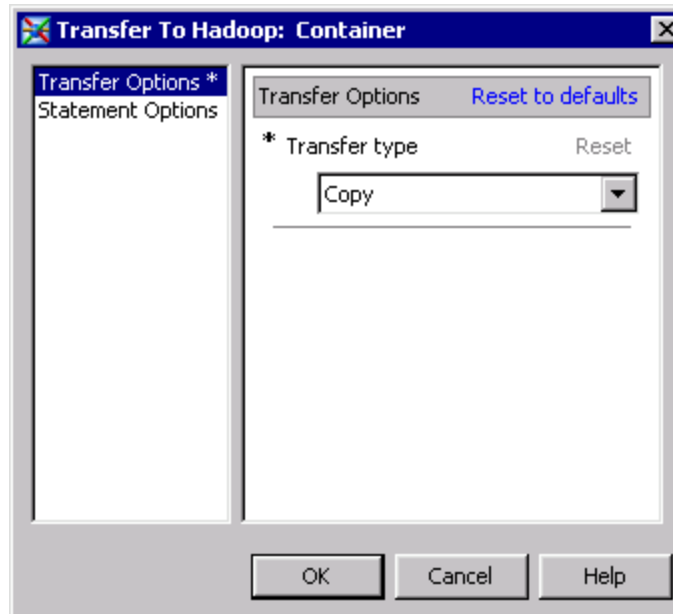 Transfer To Hadoop: Container
Transfer Options *
Statement Options
Transfer Options Reset to defaults
* Transfer type Reset
Copy
OK Cancel Help